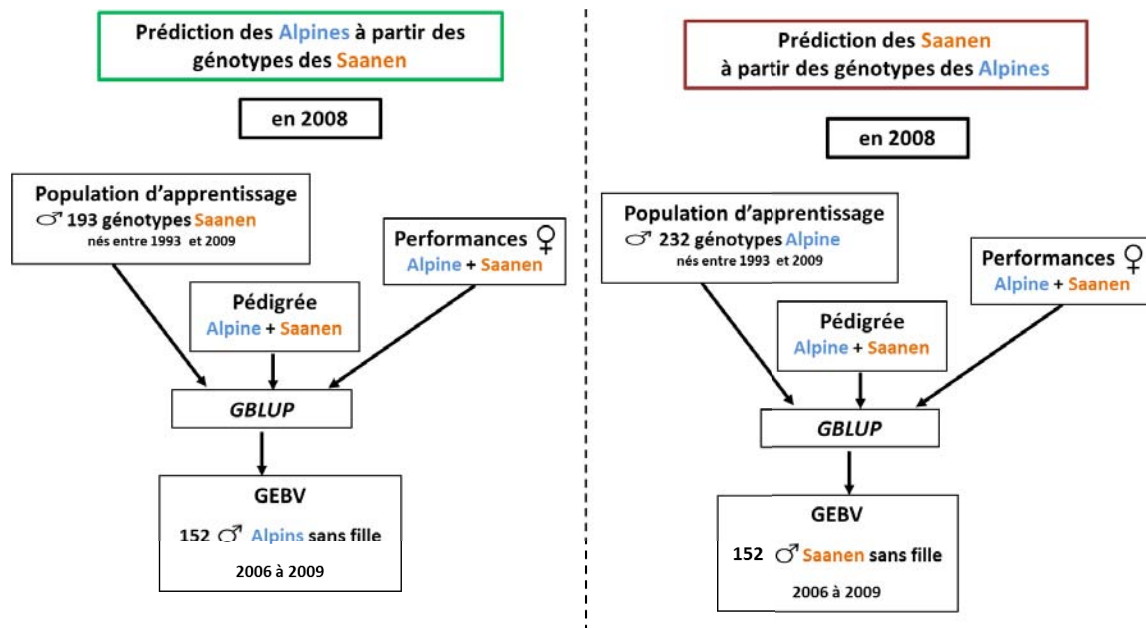 Prédiction des Alpines à partir des
génotypes des Saanen
en 2008
Population d'apprentissage
♂ 193 génotypes Saanen
nés entre 1993 et 2009
Performances ♀
Alpine + Saanen
Pédigrée
Alpine + Saanen
GBLUP
GEBV
152 ♂ Alpins sans fille
2006 à 2009
Prédiction des Saanen
à partir des génotypes des Alpines
en 2008
Population d'apprentissage
♂ 232 génotypes Alpine
nés entre 1993 et 2009
Performances ♀
Alpine + Saanen
Pédigrée
Alpine + Saanen
GBLUP
GEBV
152 ♂ Saanen sans fille
2006 à 2009